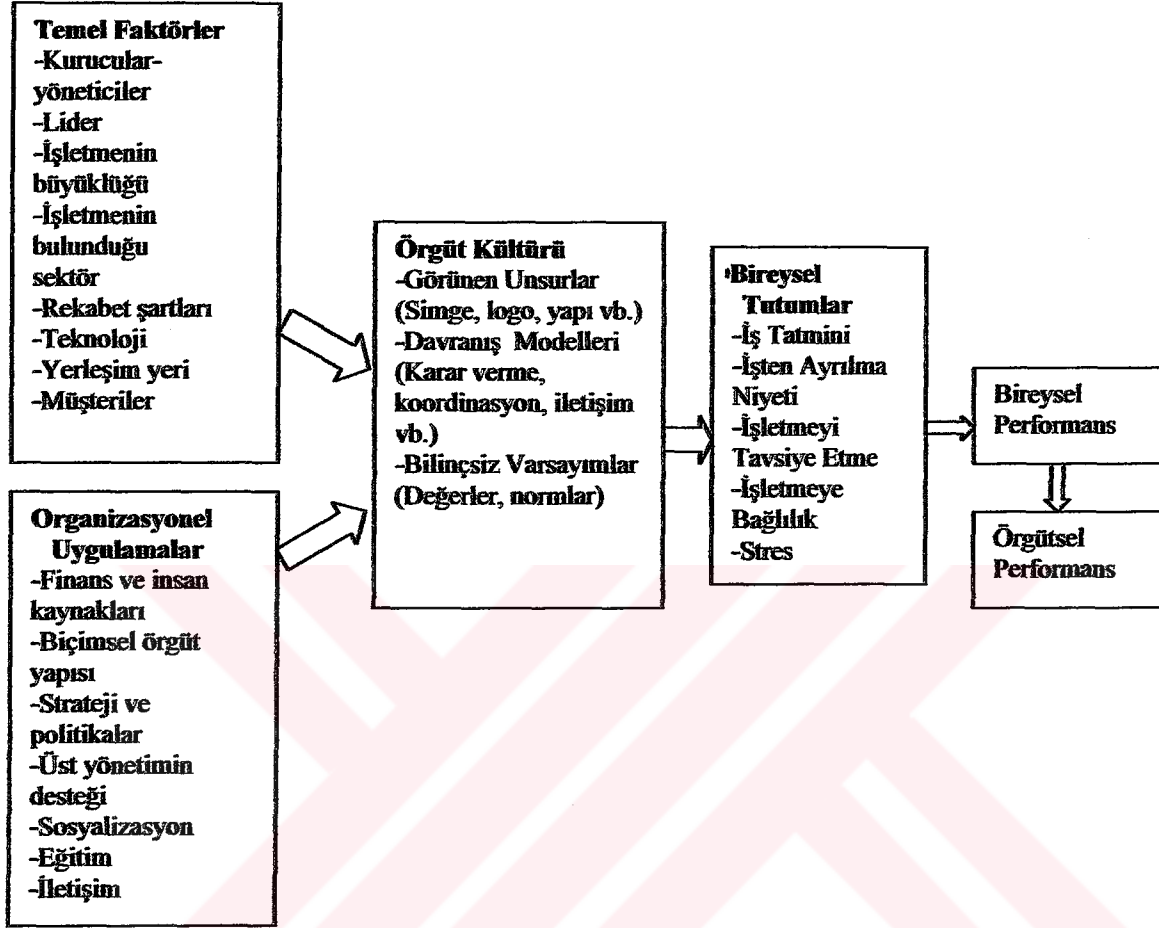 Temel Faktörler
-Kurucular-
yöneticiler
-Lider
-İşletmenin
büyüklüğü
-İşletmenin
bulunduğu
sektör
-Rekabet şartları
-Teknoloji
-Yerleşim yeri
-Müşteriler
Organizasyonel
Uygulamalar
-Finans ve insan
kaynakları
-Biçimsel örgüt
yapısı
-Strateji ve
politikalar
-Üst yönetimin
desteği
-Sosyalizasyon
-Eğitim
-İletişim
Örgüt Kültürü
-Görünen Unsurlar
(Simge, logo, yapı vb.)
-Davranış Modelleri
(Karar verme,
koordinasyon, iletişim
vb.)
-Bilinçsiz Varsayımlar
(Değerler, normlar)
Bireysel
Tutumlar
-İş Tatmini
-İşten Ayrılma
Niyeti
-İşletmeyi
Tavsiye Etme
-İşletmeye
Bağlılık
-Stres
Bireysel
Performans
Örgütsel
Performans